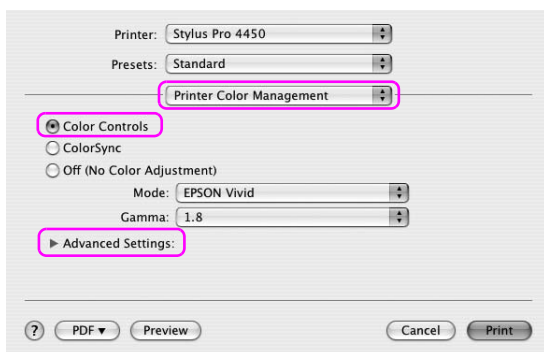 Printer: Stylus Pro 4450
Presets: Standard
Printer Color Management
Color Controls
ColorSync
Off (No Color Adjustment)
Mode: EPSON Vivid
Gamma: 1.8
▶ Advanced Settings:
? PDF ▼ Preview Cancel Print